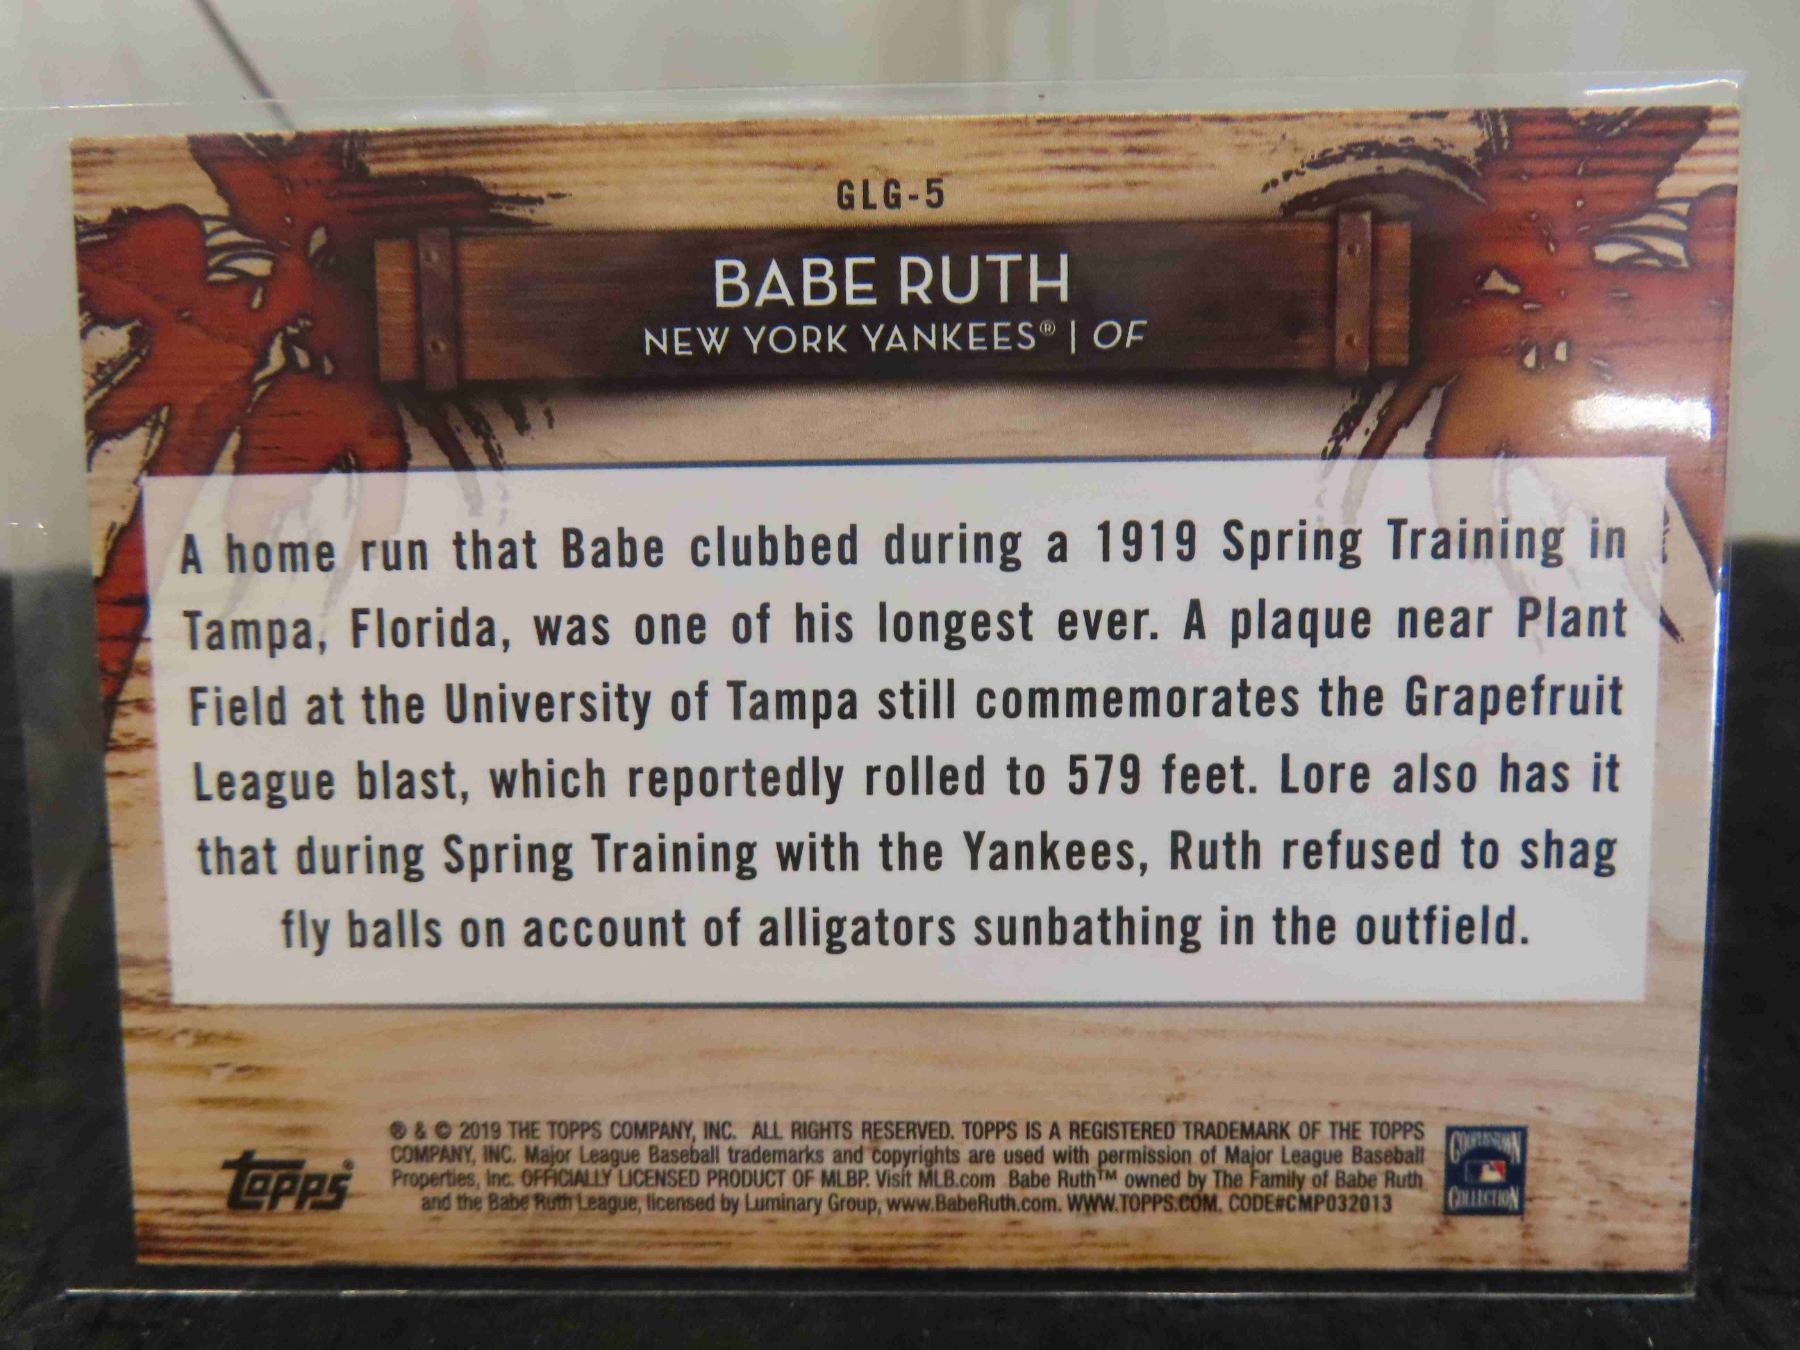 GLG-5
BABE RUTH
NEW YORK YANKEES® | OF
A home run that Babe clubbed during a 1919 Spring Training in
Tampa, Florida, was one of his longest ever. A plaque near Plant
Field at the University of Tampa still commemorates the Grapefruit
League blast, which reportedly rolled to 579 feet. Lore also has it
that during Spring Training with the Yankees, Ruth refused to shag
fly balls on account of alligators sunbathing in the outfield.
® & © 2019 THE TOPPS COMPANY, INC. ALL RIGHTS RESERVED. TOPPS IS A REGISTERED TRADEMARK OF THE TOPPS
COMPANY, INC. Major League Baseball trademarks and copyrights are used with permission of Major League Baseball
Properties, Inc. OFFICIALLY LICENSED PRODUCT OF MLBP. Visit MLB.com Babe Ruth™ owned by The Family of Babe Ruth
and the Babe Ruth League, licensed by Luminary Group, www.BabeRuth.com. WWW.TOPPS.COM. CODE#CMP032013
topps®
COOPERSTOWN
COLLECTION